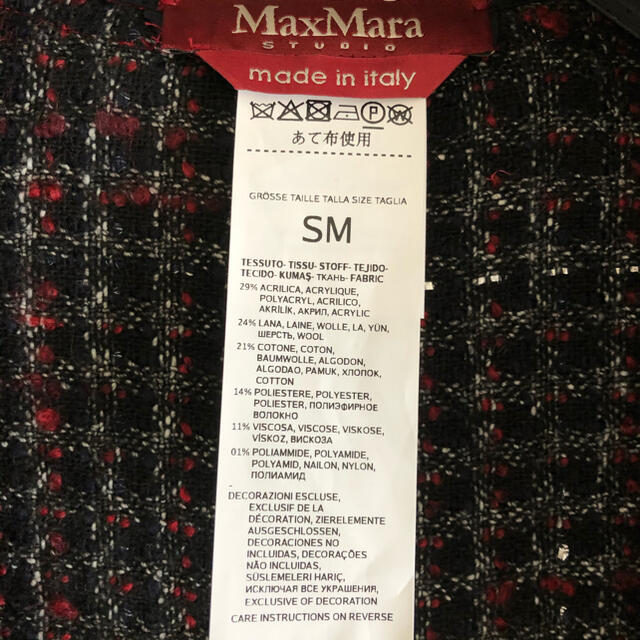 MaxMara
STUDIO
made in italy
あて布使用
GRÖSSE TAILLE TALLA SIZE TAGLIA
SM
TESSUTO- TISSU- STOFF- TEJIDO-
TECIDO- KUMAŞ- ТКАНЬ- FABRIC
29% ACRILICA, ACRYLIQUE,
POLYACRYL, ACRILICO,
AKRİLİK, АКРИЛ, ACRYLIC
24% LANA, LAINE, WOLLE, LA, YÜN,
ШЕРСТЬ, WOOL
21% COTONE, COTON,
BAUMWOLLE, ALGODON,
ALGODAO, PAMUK, ХЛОПОК,
COTTON
14% POLIESTERE, POLYESTER,
POLIESTER, ПОЛИЭФИРНОЕ
ВОЛОКНО
11% VISCOSA, VISCOSE, VISKOSE,
VİSKOZ, ВИСКОЗА
01% POLIAMMIDE, POLYAMIDE,
POLYAMID, NAILON, NYLON,
ПОЛИАМИД
-
DECORAZIONI ESCLUSE,
EXCLUSIF DE LA
DÉCORATION, ZIERELEMENTE
AUSGESCHLOSSEN,
DECORACIONES NO
INCLUIDAS, DECORAÇÕES
NÃO INCLUIDAS,
SÜSLEMELERI HARIÇ,
ИСКЛЮЧАЯ ВСЕ УКРАШЕНИЯ,
EXCLUSIVE OF DECORATION
CARE INSTRUCTIONS ON REVERSE